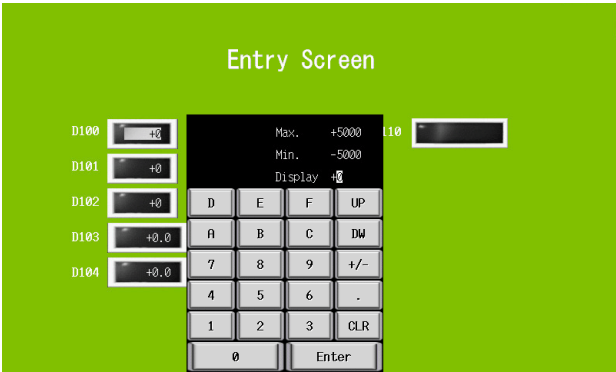 Entry Screen
D100 +0
D101 +0
D102 +0
D103 +0.0
D104 +0.0
110
Max. +5000
Min. -5000
Display +0
D E F UP
A B C DW
7 8 9 +/-
4 5 6 .
1 2 3 CLR
0 Enter